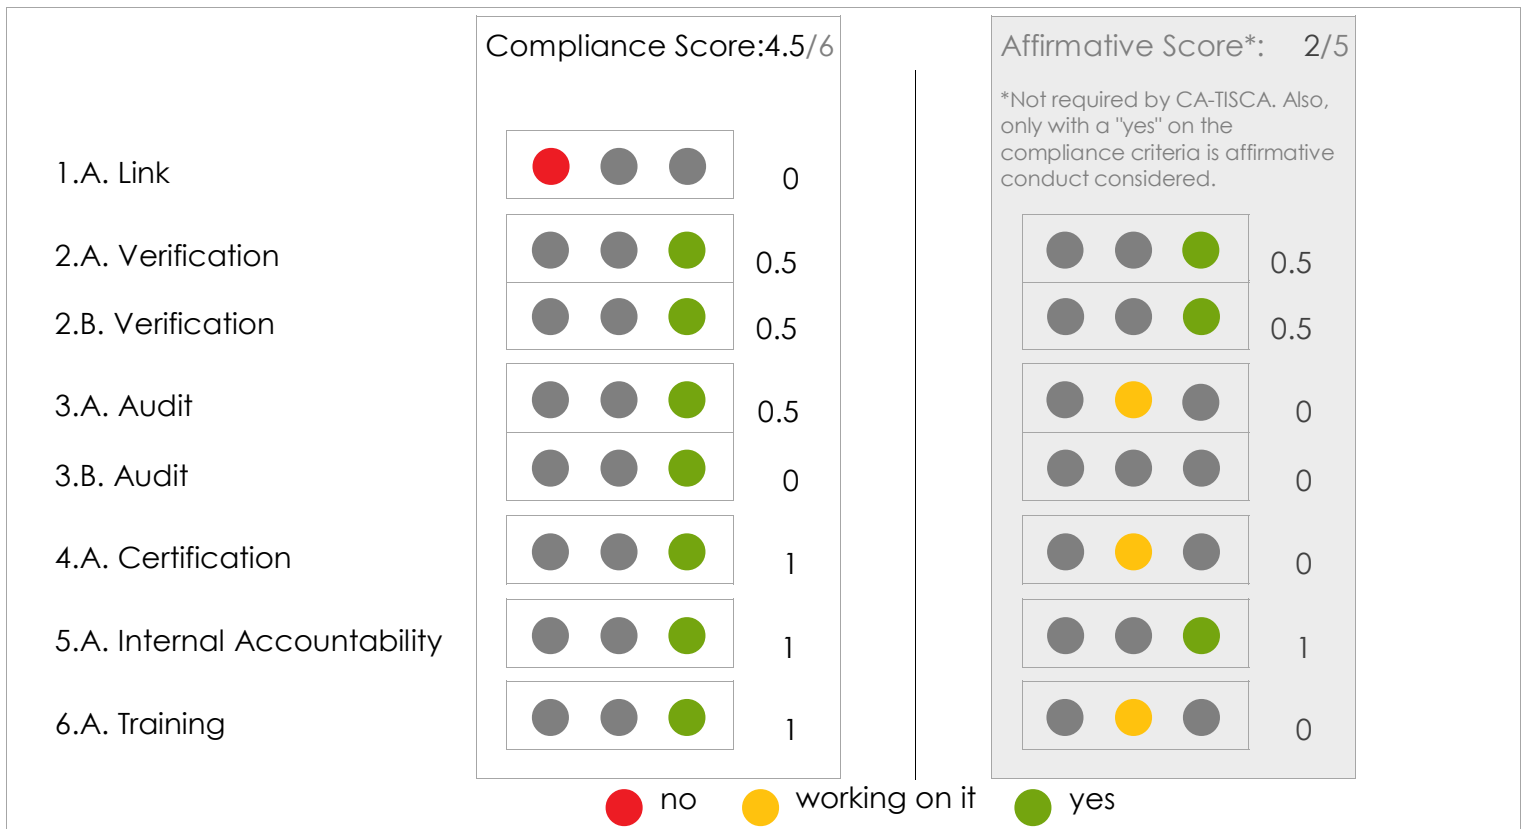 Compliance Score:4.5/6
Affirmative Score*: 2/5
*Not required by CA-TISCA. Also,
only with a "yes" on the
compliance criteria is affirmative
conduct considered.
1.A. Link 0
2.A. Verification 0.5 0.5
2.B. Verification 0.5 0.5
3.A. Audit 0.5 0
3.B. Audit 0 0
4.A. Certification 1 0
5.A. Internal Accountability 1 1
6.A. Training 1 0
no working on it yes